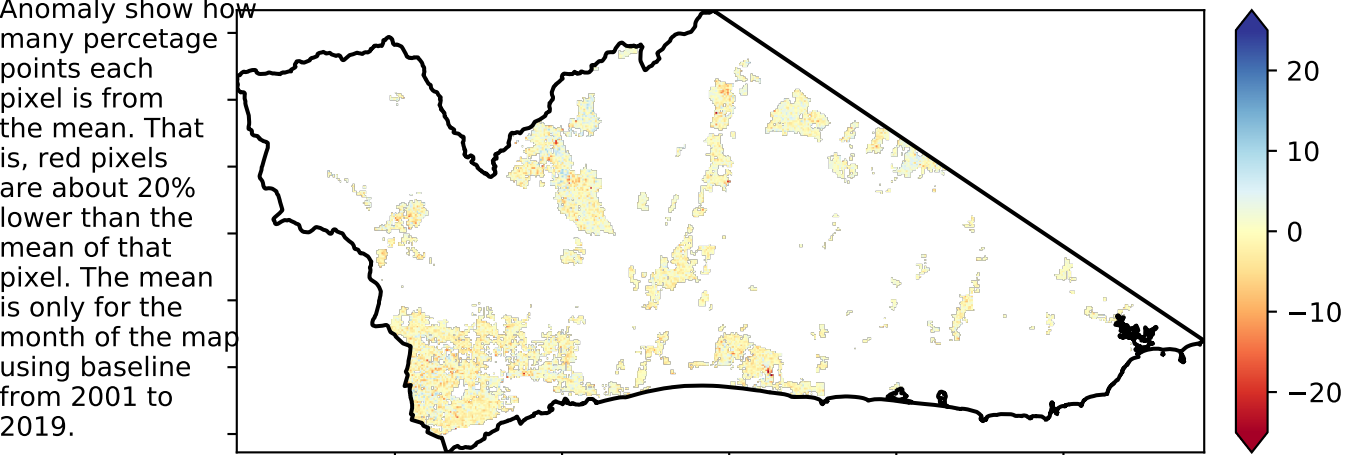 Anomaly show how
many percetage
points each
pixel is from
the mean. That
is, red pixels
are about 20%
lower than the
mean of that
pixel. The mean
is only for the
month of the map
using baseline
from 2001 to
2019.
20
10
0
−10
−20